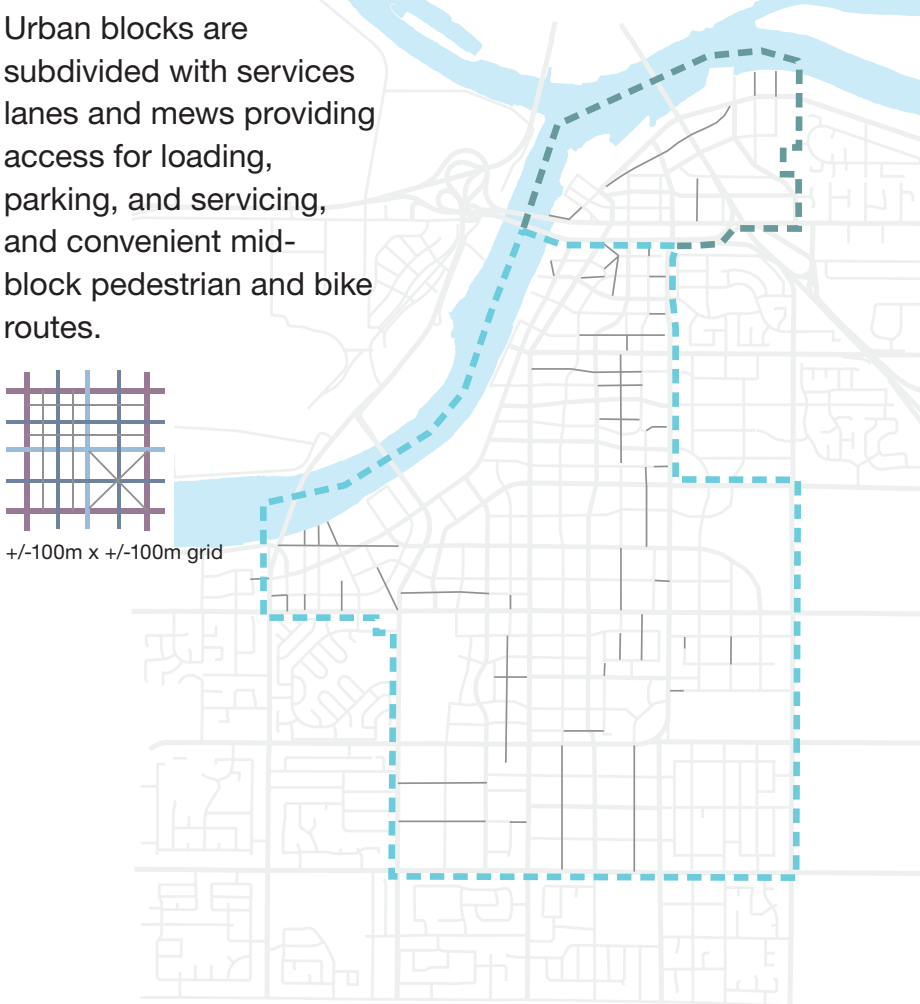 Urban blocks are
subdivided with services
lanes and mews providing
access for loading,
parking, and servicing,
and convenient mid-
block pedestrian and bike
routes.
+/-100m x +/-100m grid